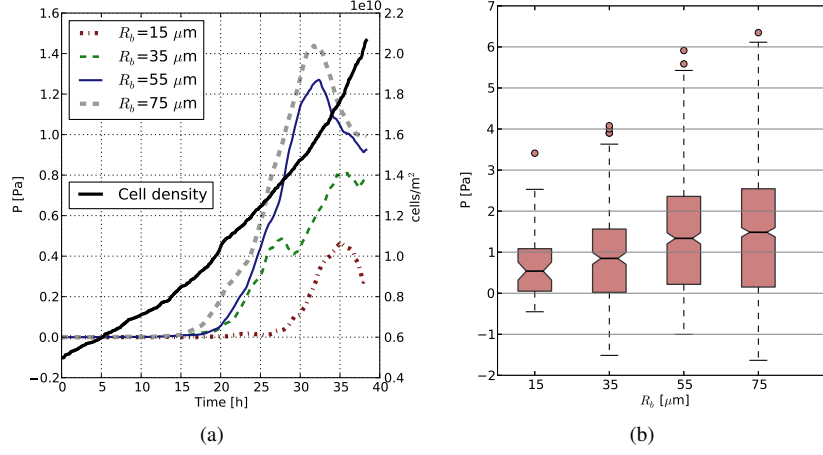 1e10
1.6
1.4
1.2
1.0
0.8
0.6
0.4
0.2
0.0
−0.2
P [Pa]
R_b=15 μm
R_b=35 μm
R_b=55 μm
R_b=75 μm
Cell density
2.0
1.8
1.6
1.4
1.2
1.0
0.8
0.6
0.4
cells/m²
0 5 10 15 20 25 30 35 40
Time [h]
(a)
7
6
5
4
3
2
1
0
−1
−2
P [Pa]
15 35 55 75
R_b [μm]
(b)